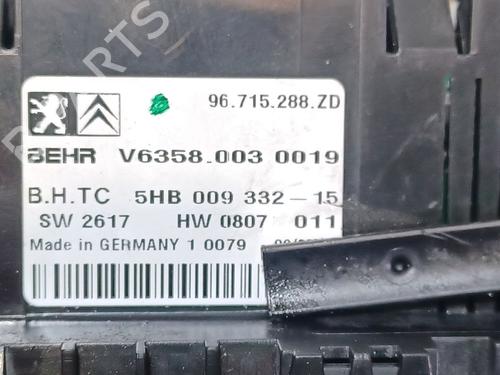 PARTS
96.715.288.ZD
BEHR V6358.003 0019
B.H.TC 5HB 009 332-15
SW 2617 HW 0807 011
Made in GERMANY 1 0079